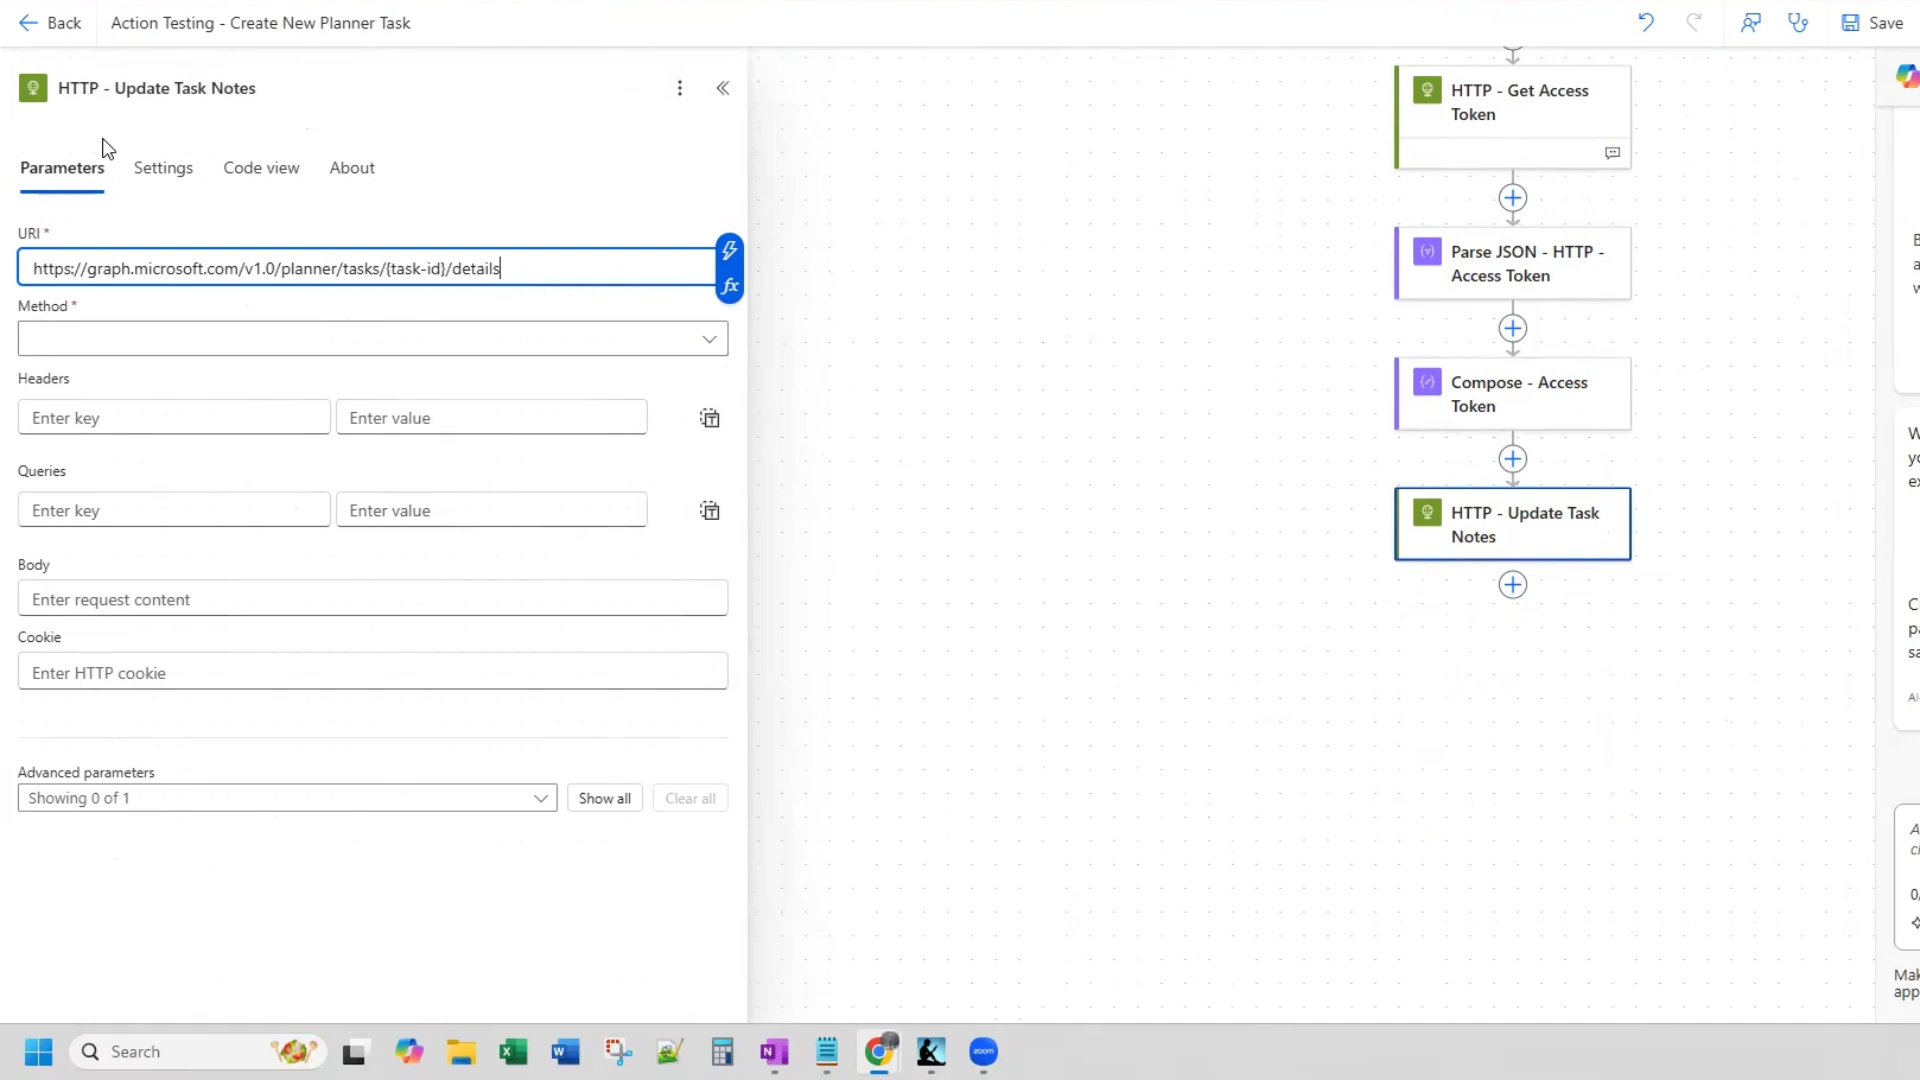 Back
Action Testing - Create New Planner Task
Save
HTTP - Update Task Notes
Parameters
Settings
Code view
About
URI *
https://graph.microsoft.com/v1.0/planner/tasks/{task-id}/details
fx
Method *
Headers
Enter key
Enter value
Queries
Enter key
Enter value
Body
Enter request content
Cookie
Enter HTTP cookie
Advanced parameters
Showing 0 of 1
Show all
Clear all
HTTP - Get Access
Token
Parse JSON - HTTP -
Access Token
Compose - Access
Token
HTTP - Update Task
Notes
Search
zoom